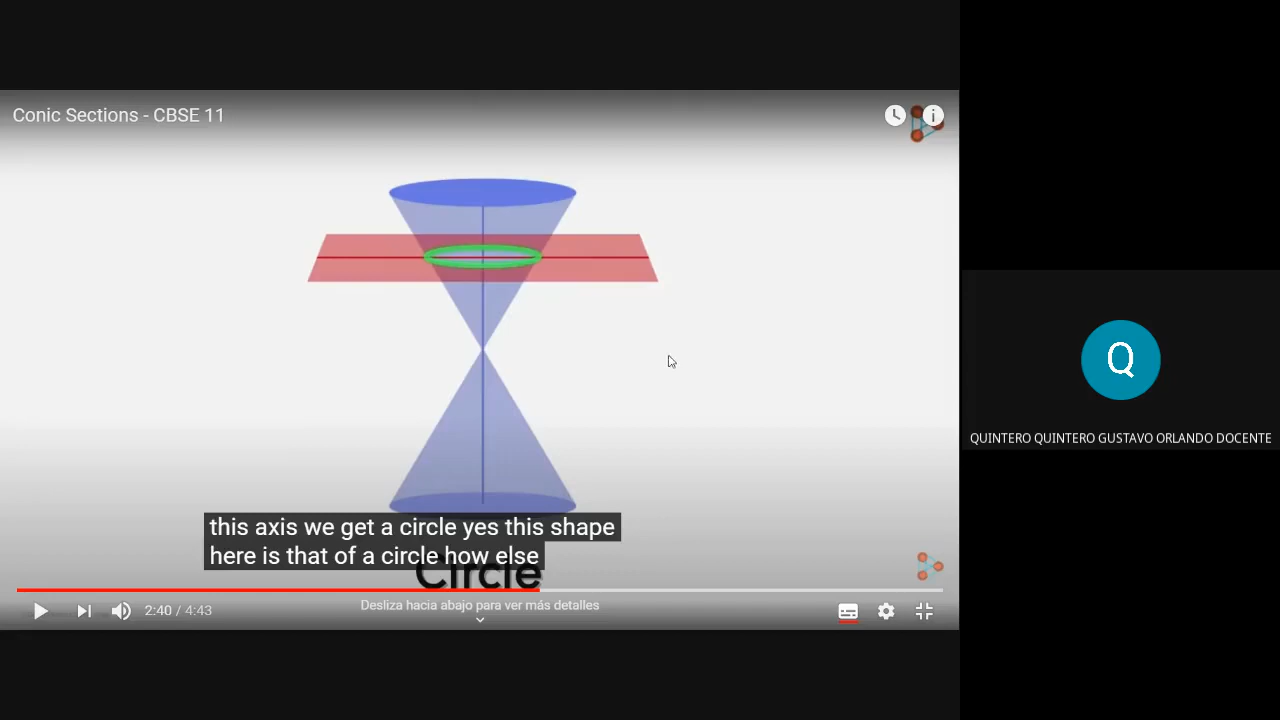 Conic Sections - CBSE 11
this axis we get a circle yes this shape
here is that of a circle how else
Circle
2:40 / 4:43
Desliza hacia abajo para ver más detalles
Q
QUINTERO QUINTERO GUSTAVO ORLANDO DOCENTE